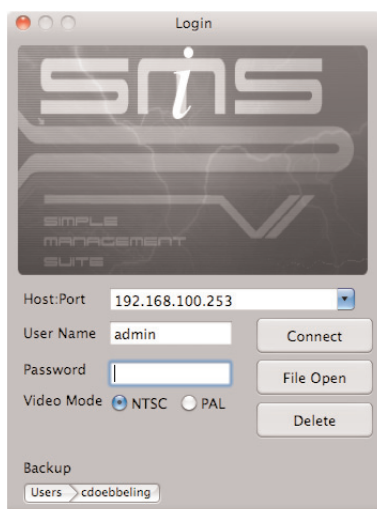 Login
SMS
i
SIMPLE
MANAGEMENT
SUITE
Host:Port 192.168.100.253
User Name admin Connect
Password File Open
Video Mode NTSC PAL
Delete
Backup
Users cdoebbeling